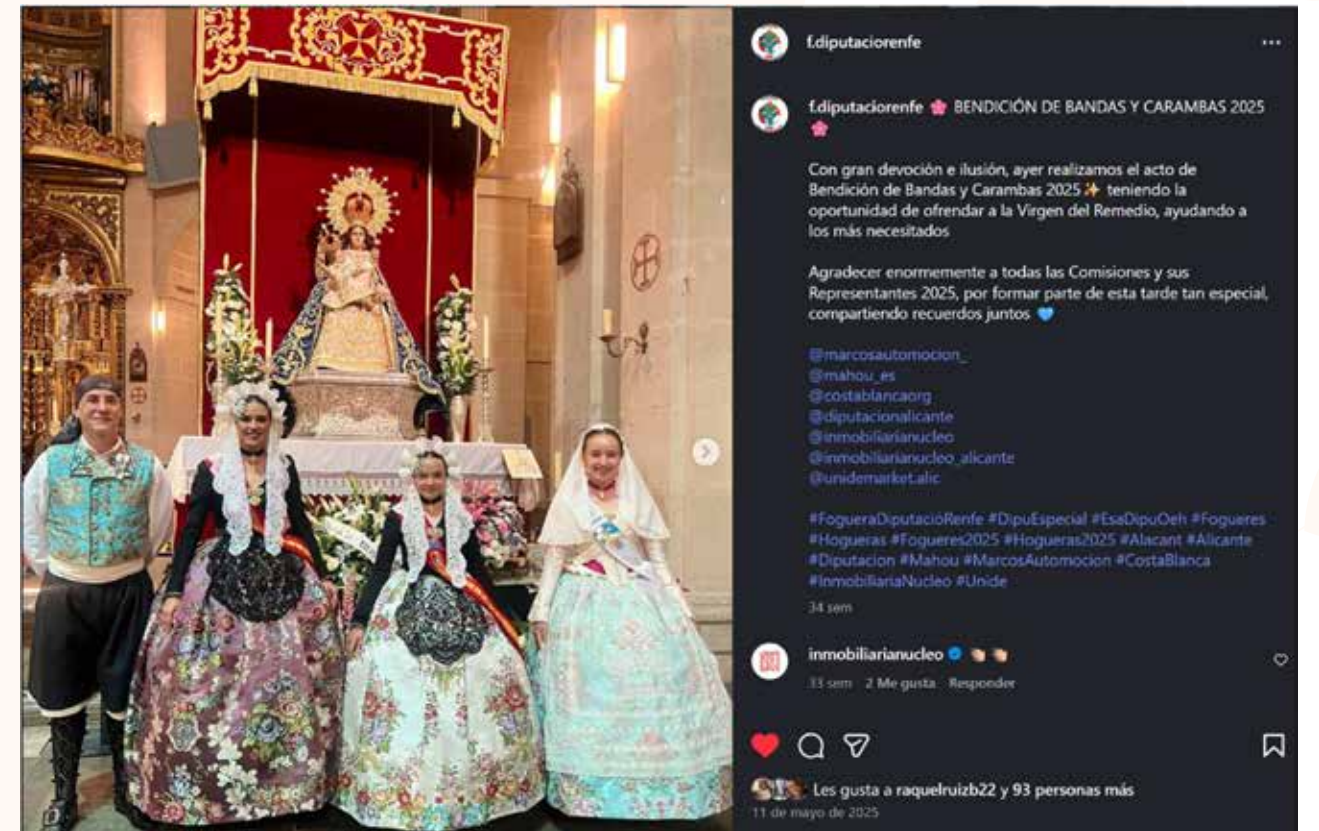 f.diputaciorenfe
f.diputaciorenfe 🌸 BENDICIÓN DE BANDAS Y CARAMBAS 2025
🌸
Con gran devoción e ilusión, ayer realizamos el acto de
Bendición de Bandas y Carambas 2025✨ teniendo la
oportunidad de ofrendar a la Virgen del Remedio, ayudando a
los más necesitados
Agradecer enormemente a todas las Comisiones y sus
Representantes 2025, por formar parte de esta tarde tan especial,
compartiendo recuerdos juntos 💙
@marcosautomocion_
@mahou_es
@costablancaorg
@diputacionalicante
@inmobiliarianucleo
@inmobiliarianucleo_alicante
@unidemarket.alic
#FogueraDiputacióRenfe #DipuEspecial #EsaDipuOeh #Fogueres
#Hogueras #Fogueres2025 #Hogueras2025 #Alacant #Alicante
#Diputacion #Mahou #MarcosAutomocion #CostaBlanca
#InmobiliariaNucleo #Unide
34 sem
inmobiliarianucleo 👏🏻 👏🏻
33 sem 2 Me gusta Responder
Les gusta a raquelruizb22 y 93 personas más
11 de mayo de 2025